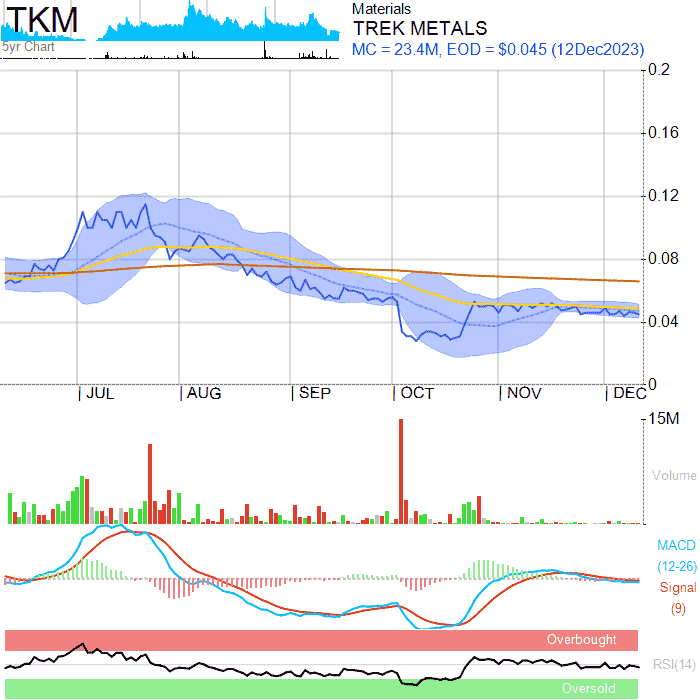 TKM
5yr Chart
Materials
TREK METALS
MC = 23.4M, EOD = $0.045 (12Dec2023)
0.2
0.16
0.12
0.08
0.04
0
JUL AUG SEP OCT NOV DEC
15M
Volume
MACD
(12-26)
Signal
(9)
Overbought
RSI(14)
Oversold